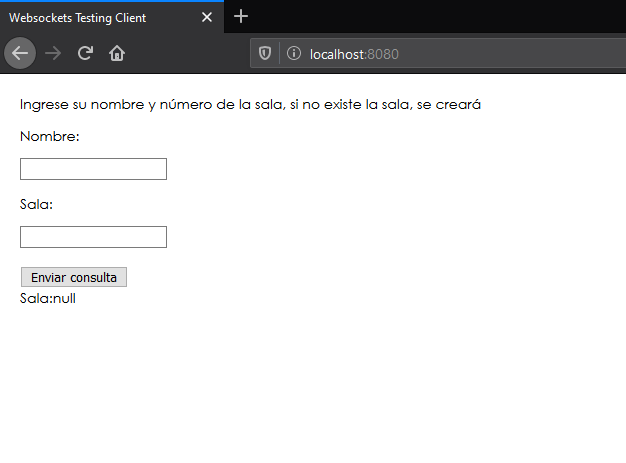 Websockets Testing Client
localhost:8080
Ingrese su nombre y número de la sala, si no existe la sala, se creará
Nombre:
Sala:
Enviar consulta
Sala:null